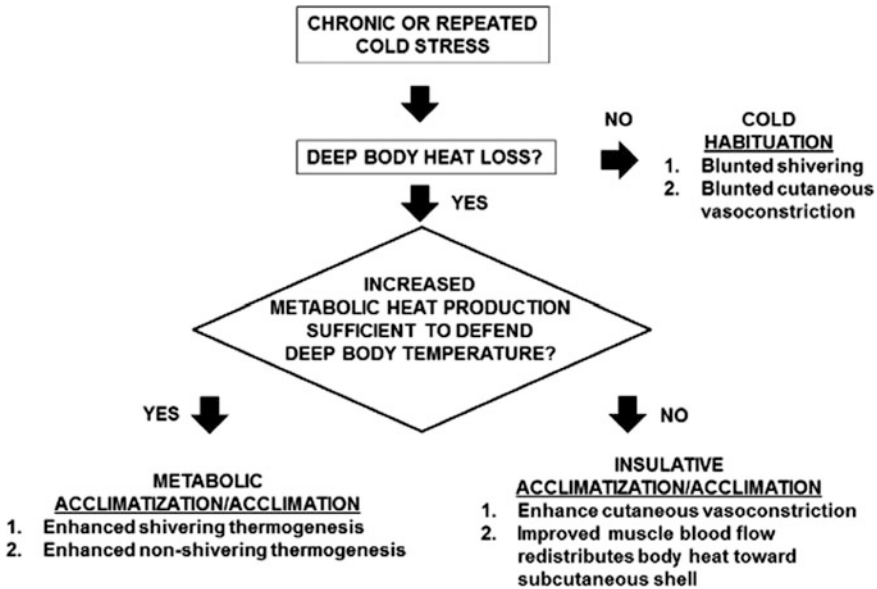 CHRONIC OR REPEATED
COLD STRESS
DEEP BODY HEAT LOSS?
NO
COLD
HABITUATION
1. Blunted shivering
2. Blunted cutaneous
vasoconstriction
YES
INCREASED
METABOLIC HEAT PRODUCTION
SUFFICIENT TO DEFEND
DEEP BODY TEMPERATURE?
YES
NO
METABOLIC
ACCLIMATIZATION/ACCLIMATION
1. Enhanced shivering thermogenesis
2. Enhanced non-shivering thermogenesis
INSULATIVE
ACCLIMATIZATION/ACCLIMATION
1. Enhance cutaneous vasoconstriction
2. Improved muscle blood flow
redistributes body heat toward
subcutaneous shell